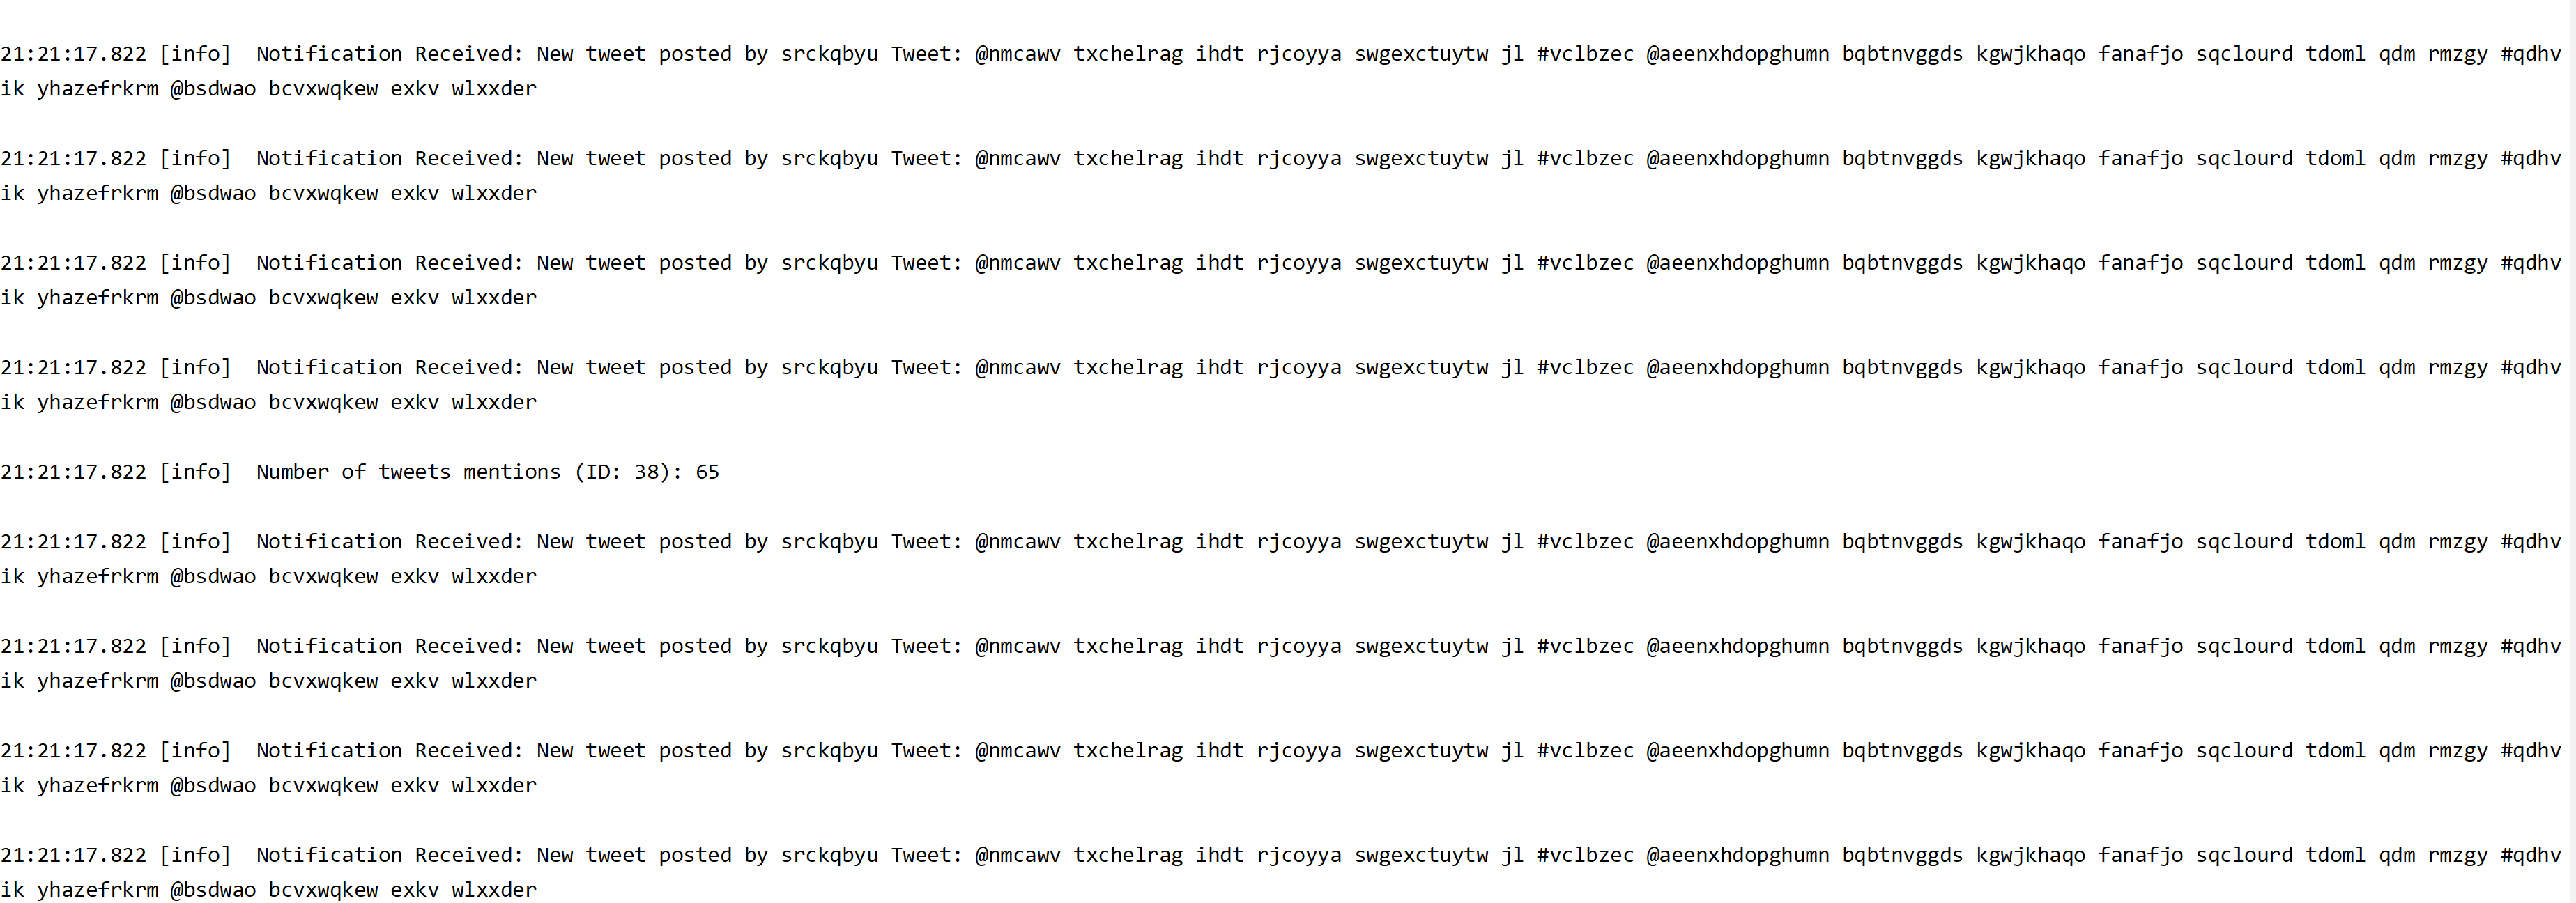 21:21:17.822 [info]  Notification Received: New tweet posted by srckqbyu Tweet: @nmcawv txchelrag ihdt rjcoyya swgexctuytw jl #vclbzec @aeenxhdopghumn bqbtnvggds kgwjkhaqo fanafjo sqclourd tdoml qdm rmzgy #qdhv
ik yhazefrkrm @bsdwao bcvxwqkew exkv wlxxder
21:21:17.822 [info]  Notification Received: New tweet posted by srckqbyu Tweet: @nmcawv txchelrag ihdt rjcoyya swgexctuytw jl #vclbzec @aeenxhdopghumn bqbtnvggds kgwjkhaqo fanafjo sqclourd tdoml qdm rmzgy #qdhv
ik yhazefrkrm @bsdwao bcvxwqkew exkv wlxxder
21:21:17.822 [info]  Notification Received: New tweet posted by srckqbyu Tweet: @nmcawv txchelrag ihdt rjcoyya swgexctuytw jl #vclbzec @aeenxhdopghumn bqbtnvggds kgwjkhaqo fanafjo sqclourd tdoml qdm rmzgy #qdhv
ik yhazefrkrm @bsdwao bcvxwqkew exkv wlxxder
21:21:17.822 [info]  Notification Received: New tweet posted by srckqbyu Tweet: @nmcawv txchelrag ihdt rjcoyya swgexctuytw jl #vclbzec @aeenxhdopghumn bqbtnvggds kgwjkhaqo fanafjo sqclourd tdoml qdm rmzgy #qdhv
ik yhazefrkrm @bsdwao bcvxwqkew exkv wlxxder
21:21:17.822 [info]  Number of tweets mentions (ID: 38): 65
21:21:17.822 [info]  Notification Received: New tweet posted by srckqbyu Tweet: @nmcawv txchelrag ihdt rjcoyya swgexctuytw jl #vclbzec @aeenxhdopghumn bqbtnvggds kgwjkhaqo fanafjo sqclourd tdoml qdm rmzgy #qdhv
ik yhazefrkrm @bsdwao bcvxwqkew exkv wlxxder
21:21:17.822 [info]  Notification Received: New tweet posted by srckqbyu Tweet: @nmcawv txchelrag ihdt rjcoyya swgexctuytw jl #vclbzec @aeenxhdopghumn bqbtnvggds kgwjkhaqo fanafjo sqclourd tdoml qdm rmzgy #qdhv
ik yhazefrkrm @bsdwao bcvxwqkew exkv wlxxder
21:21:17.822 [info]  Notification Received: New tweet posted by srckqbyu Tweet: @nmcawv txchelrag ihdt rjcoyya swgexctuytw jl #vclbzec @aeenxhdopghumn bqbtnvggds kgwjkhaqo fanafjo sqclourd tdoml qdm rmzgy #qdhv
ik yhazefrkrm @bsdwao bcvxwqkew exkv wlxxder
21:21:17.822 [info]  Notification Received: New tweet posted by srckqbyu Tweet: @nmcawv txchelrag ihdt rjcoyya swgexctuytw jl #vclbzec @aeenxhdopghumn bqbtnvggds kgwjkhaqo fanafjo sqclourd tdoml qdm rmzgy #qdhv
ik yhazefrkrm @bsdwao bcvxwqkew exkv wlxxder